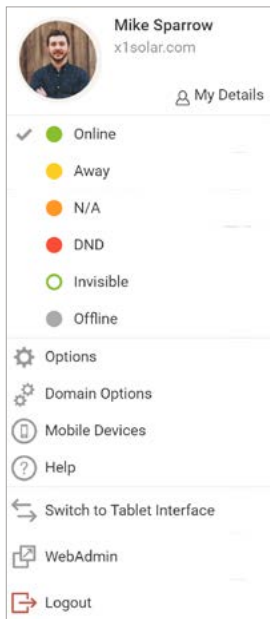 Mike Sparrow
x1solar.com
My Details
Online
Away
N/A
DND
Invisible
Offline
Options
Domain Options
Mobile Devices
Help
Switch to Tablet Interface
WebAdmin
Logout